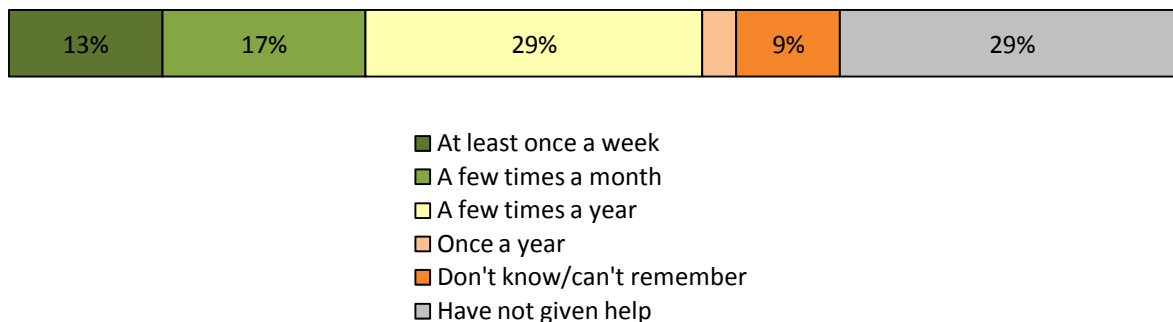 13% 17% 29% 9% 29%
At least once a week
A few times a month
A few times a year
Once a year
Don't know/can't remember
Have not given help